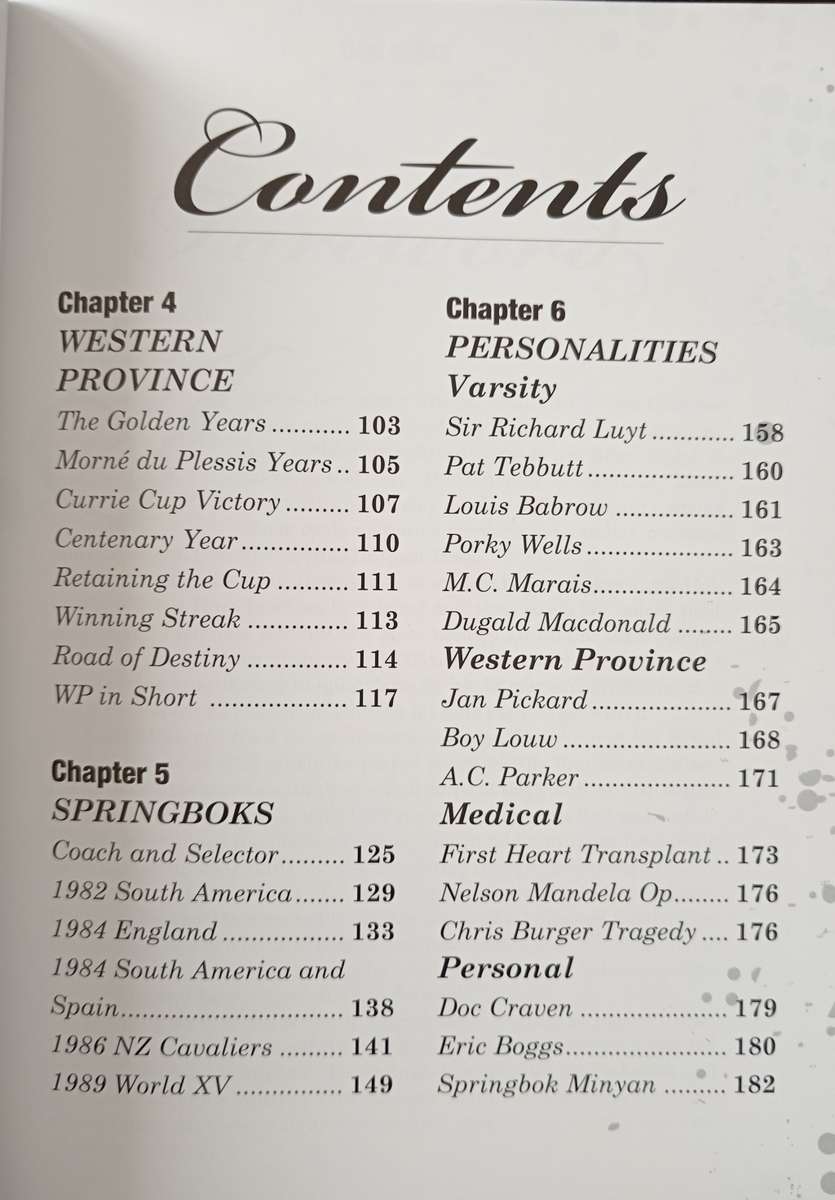 Contents
Chapter 4
WESTERN
PROVINCE
The Golden Years ........... 103
Morné du Plessis Years .. 105
Currie Cup Victory ......... 107
Centenary Year ............... 110
Retaining the Cup .......... 111
Winning Streak .............. 113
Road of Destiny .............. 114
WP in Short ................... 117
Chapter 5
SPRINGBOKS
Coach and Selector ......... 125
1982 South America ....... 129
1984 England ................. 133
1984 South America and
Spain ............................... 138
1986 NZ Cavaliers ......... 141
1989 World XV ............... 149
Chapter 6
PERSONALITIES
Varsity
Sir Richard Luyt ............ 158
Pat Tebbutt ..................... 160
Louis Babrow ................. 161
Porky Wells ..................... 163
M.C. Marais .................... 164
Dugald Macdonald ........ 165
Western Province
Jan Pickard .................... 167
Boy Louw ........................ 168
A.C. Parker ..................... 171
Medical
First Heart Transplant .. 173
Nelson Mandela Op ........ 176
Chris Burger Tragedy .... 176
Personal
Doc Craven ..................... 179
Eric Boggs ....................... 180
Springbok Minyan ......... 182